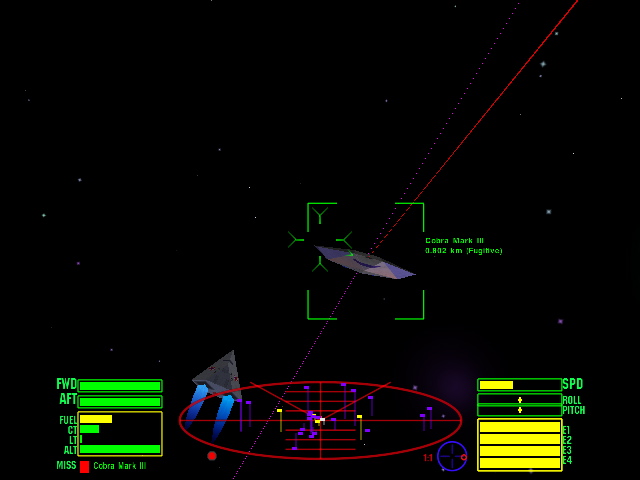 Cobra Mark III
0.802 km (Fugitive)
FWD
AFT
FUEL
CT
LT
ALT
MISS Cobra Mark III
1:1
SPD
ROLL
PITCH
E1
E2
E3
E4